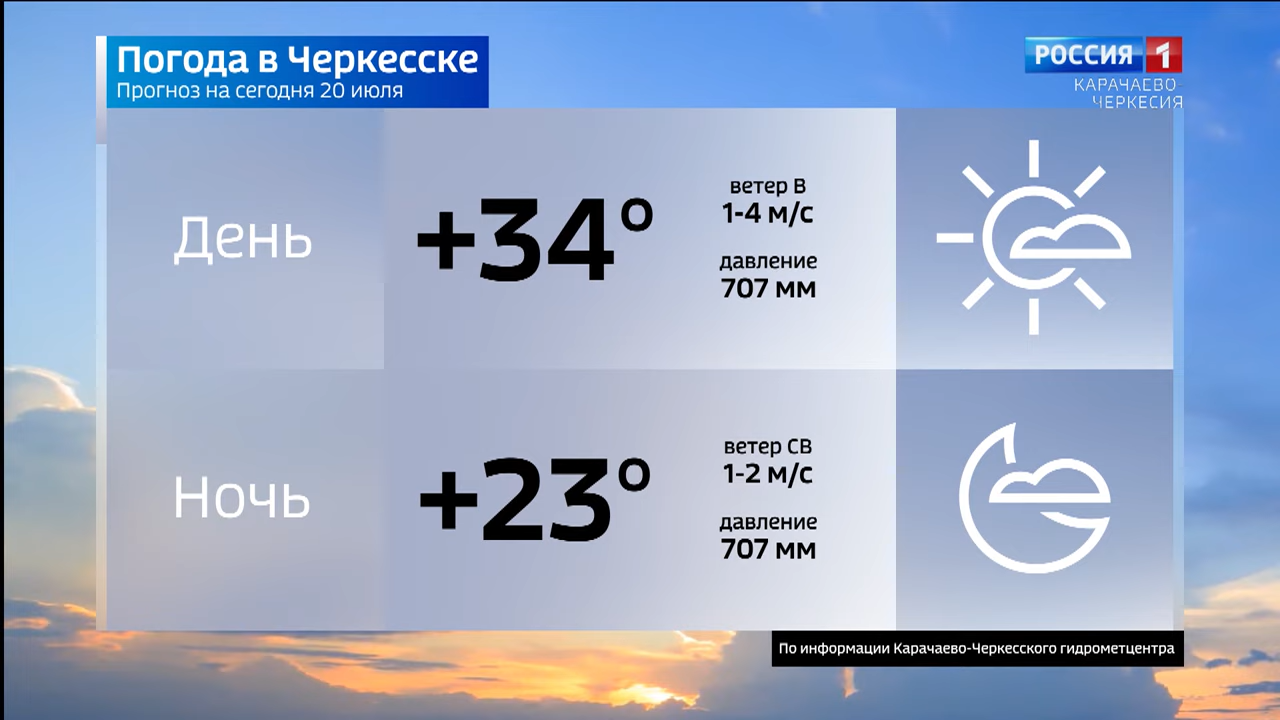 Погода в Черкесске
Прогноз на сегодня 20 июля
РОССИЯ 1
КАРАЧАЕВО-
ЧЕРКЕСИЯ
День
+34°
ветер В
1-4 м/с
давление
707 мм
Ночь
+23°
ветер СВ
1-2 м/с
давление
707 мм
По информации Карачаево-Черкесского гидрометцентра